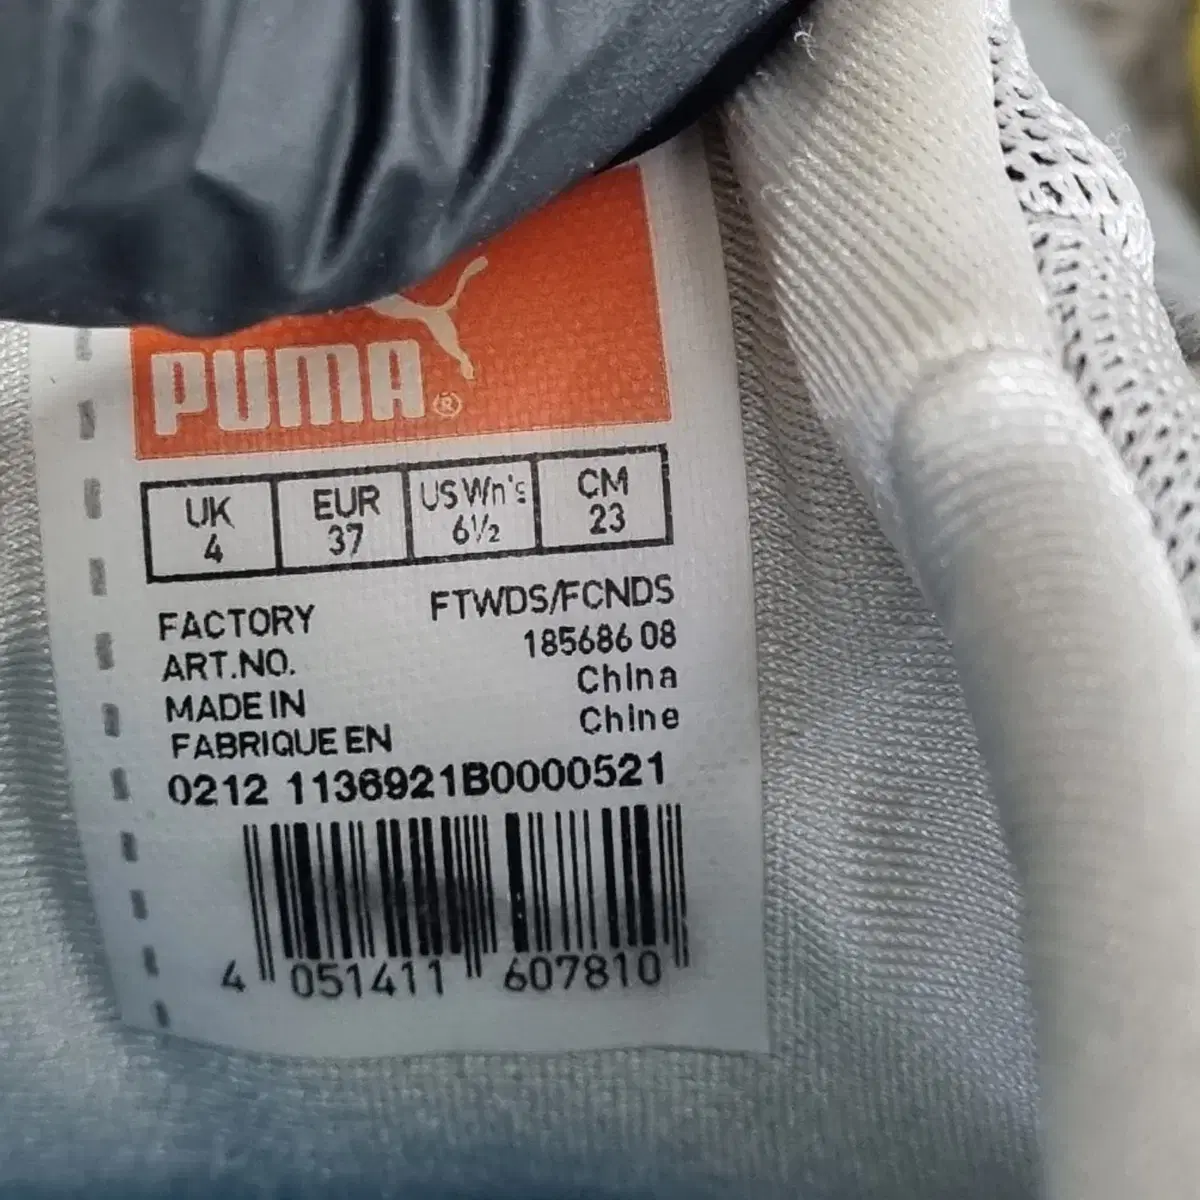 PUMA®
UK EUR US Wn's CM
4 37 6½ 23
FACTORY FTWDS/FCNDS
ART.NO. 185686 08
MADE IN China
FABRIQUE EN Chine
0212 1136921B0000521
4 051411 607810